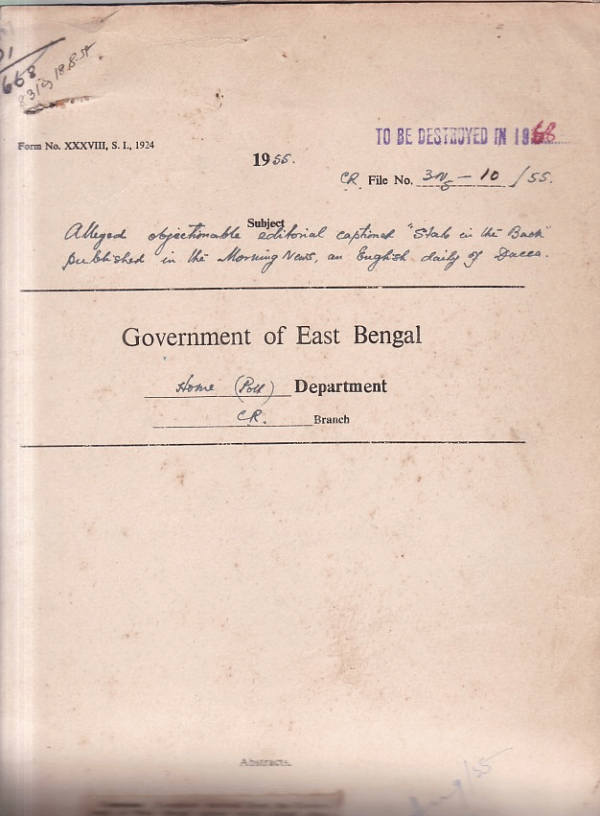 668
Form No. XXXVIII, S. I., 1924
TO BE DESTROYED IN 1968
1955.
CR. File No. 3N5-10/55.
Subject
Alleged objectionable editorial captioned "Stab in the Back"
published in the Morning News, an English daily of Dacca.
Government of East Bengal
Home (Poll) Department
CR. Branch
Abstracts.